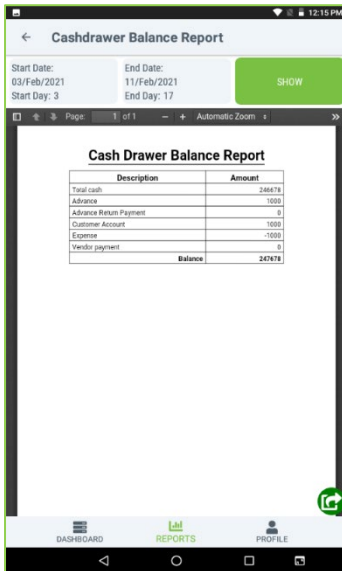 12:15 PM
Cashdrawer Balance Report
Start Date:
03/Feb/2021
Start Day: 3
End Date:
11/Feb/2021
End Day: 17
SHOW
Page: 1 of 1 − + Automatic Zoom
Cash Drawer Balance Report
Description Amount
Total cash 246678
Advance 1000
Advance Return Payment 0
Customer Account 1000
Expense -1000
Vendor payment 0
Balance 247678
DASHBOARD REPORTS PROFILE